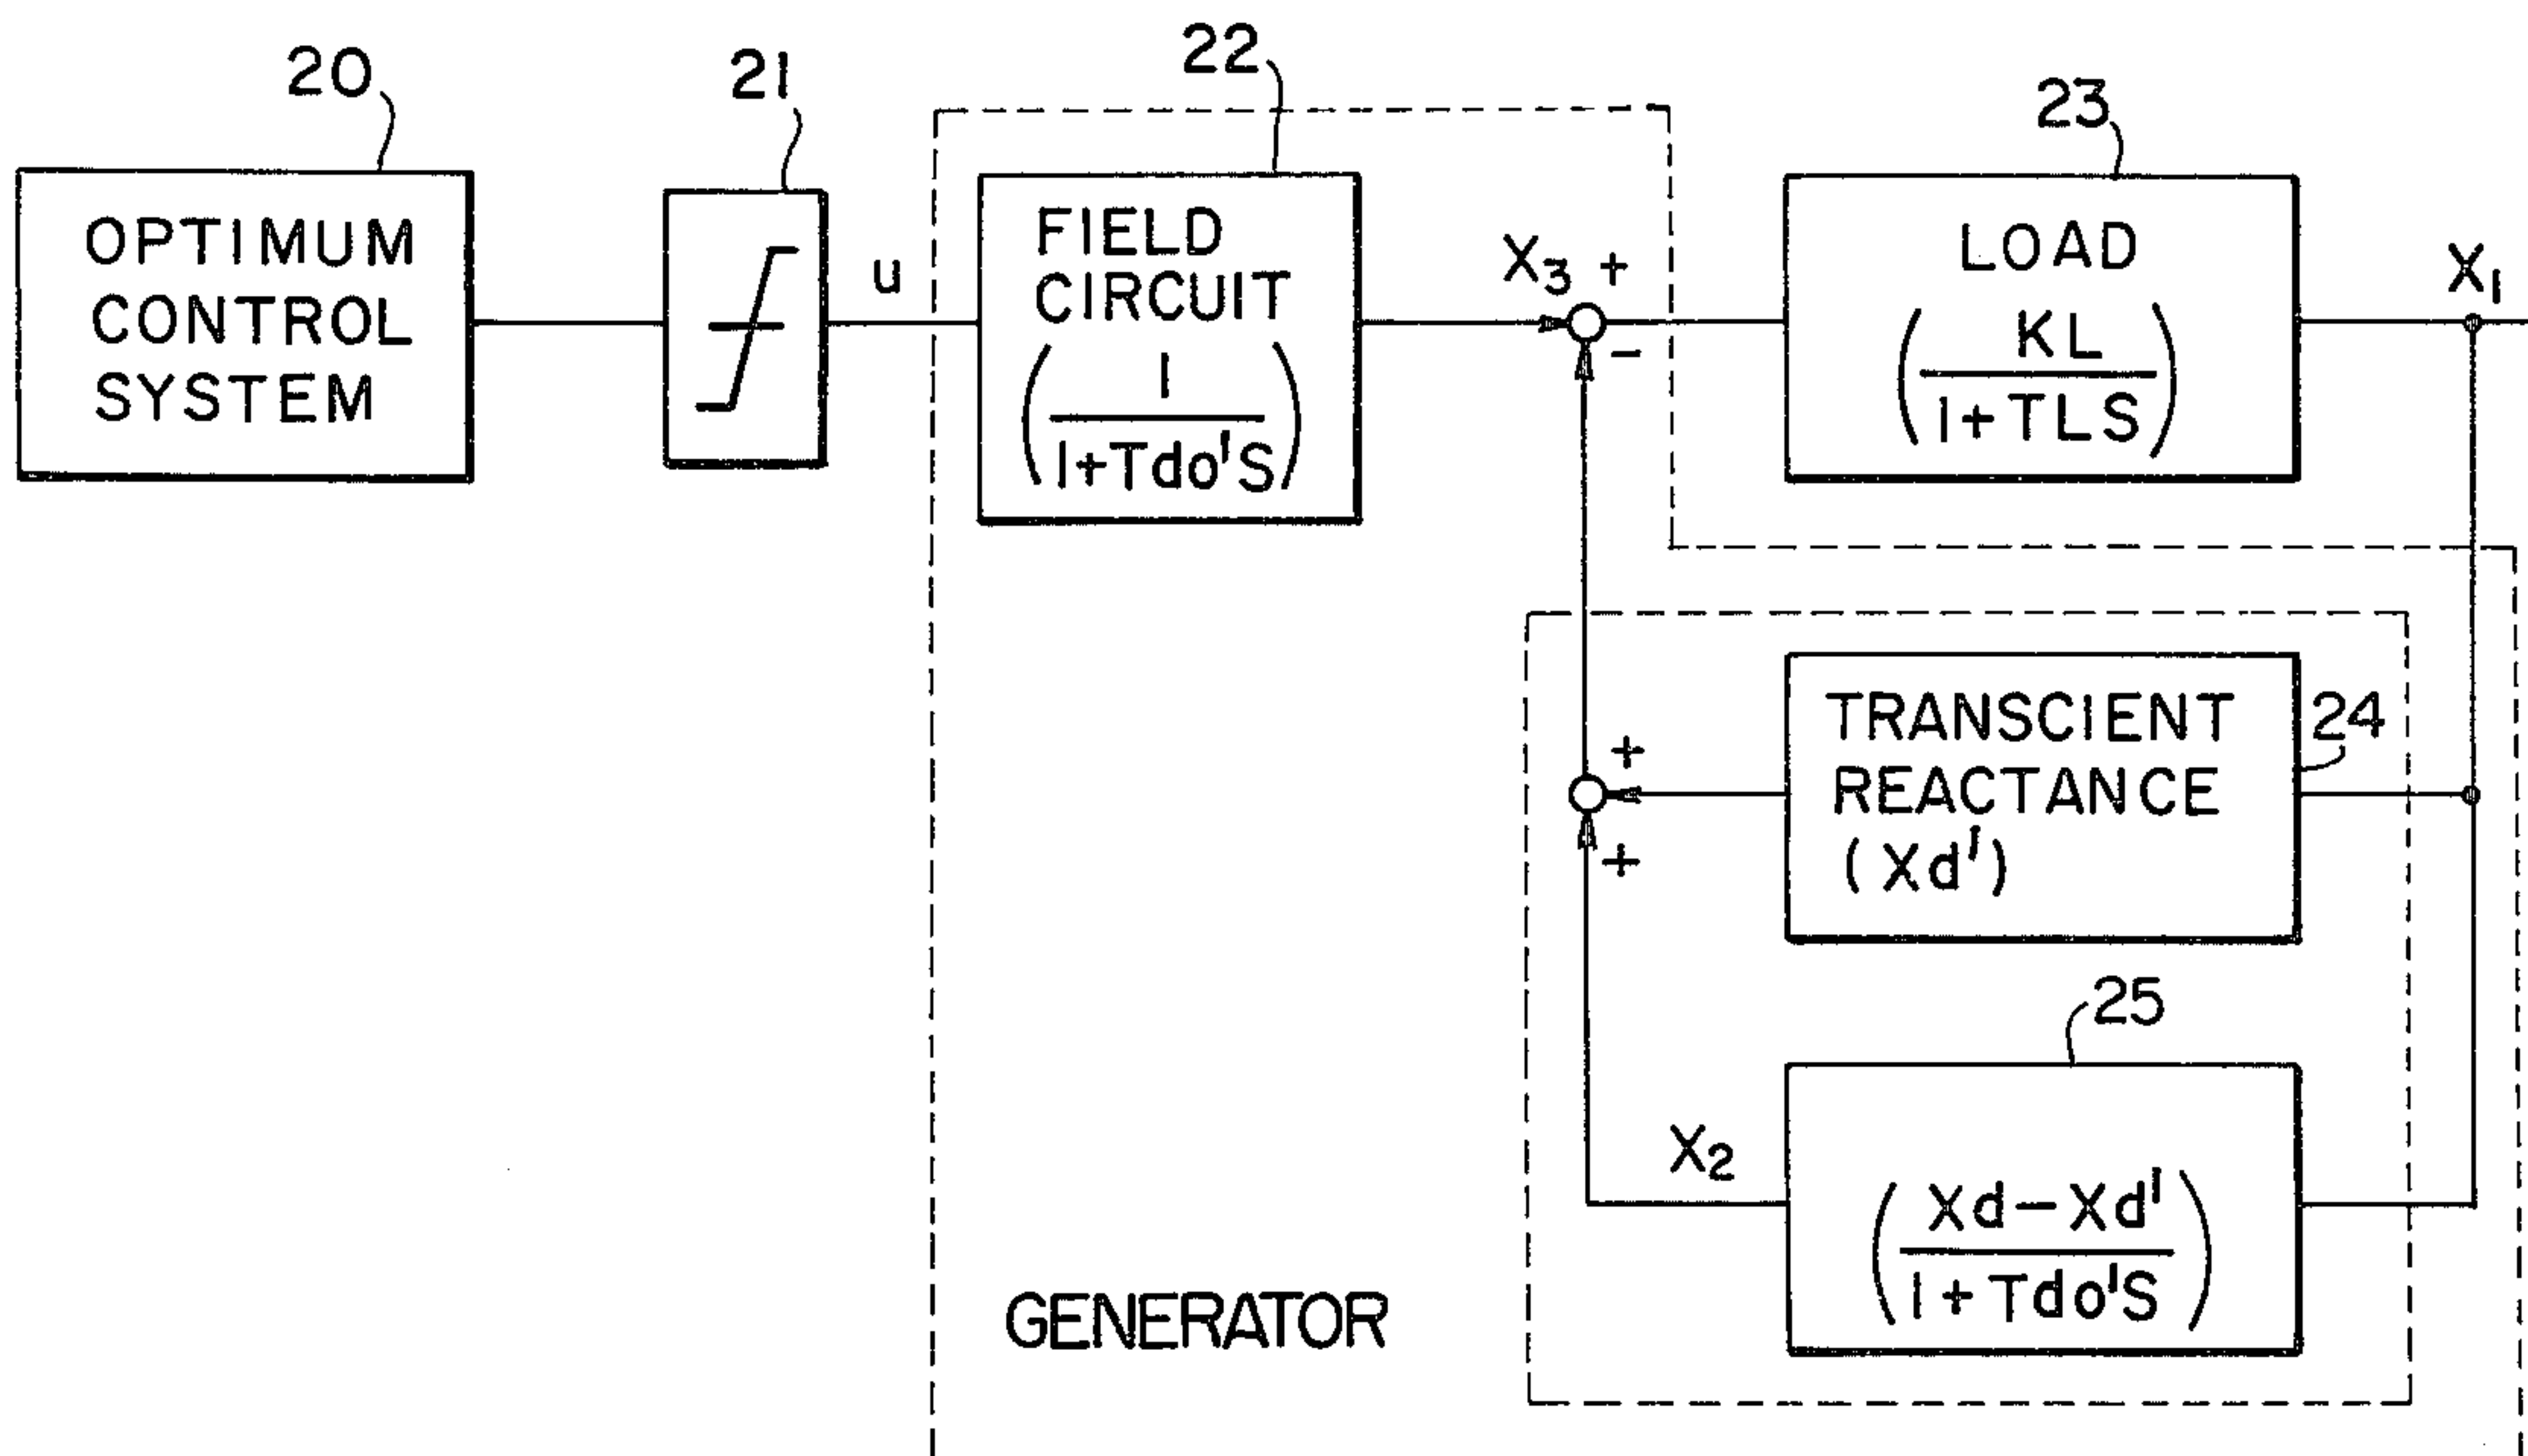 20
OPTIMUM
CONTROL
SYSTEM
21
u
22
FIELD
CIRCUIT
(1/(1+Tdo'S))
X3 +
-
23
LOAD
(KL/(1+TLS))
X1
24
TRANSCIENT
REACTANCE
(Xd')
+
+
25
X2
((Xd-Xd')/(1+Tdo'S))
GENERATOR